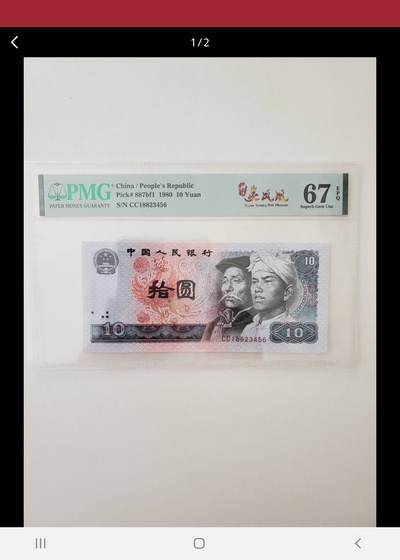 1/2
PMG
PAPER MONEY GUARANTY
China / People's Republic
Pick# 887bf1 1980 10 Yuan
S/N CC18823456
67
EPQ
Superb Gem Unc
中国人民银行
10
拾圆
CC18823456
10
10